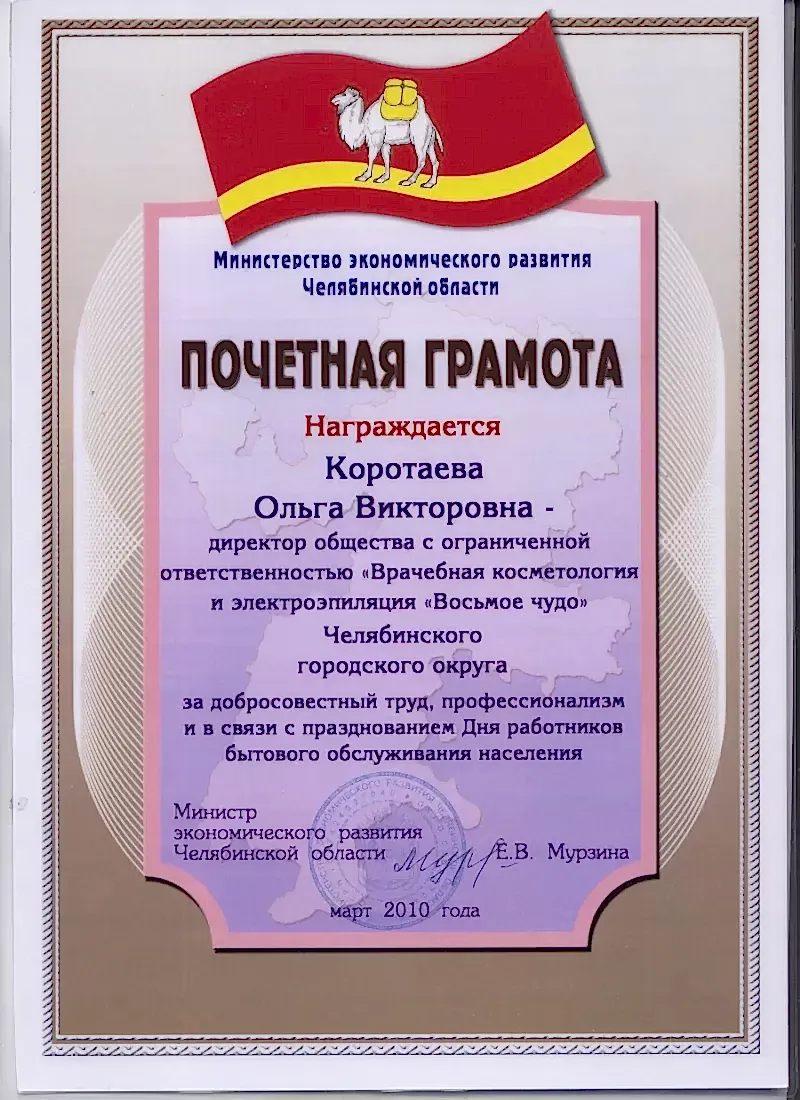 Министерство экономического развития
Челябинской области
ПОЧЕТНАЯ ГРАМОТА
Награждается
Коротаева
Ольга Викторовна -
директор общества с ограниченной
ответственностью «Врачебная косметология
и электроэпиляция «Восьмое чудо»
Челябинского
городского округа
за добросовестный труд, профессионализм
и в связи с празднованием Дня работников
бытового обслуживания населения
Министр
экономического развития
Челябинской области Е.В. Мурзина
март 2010 года